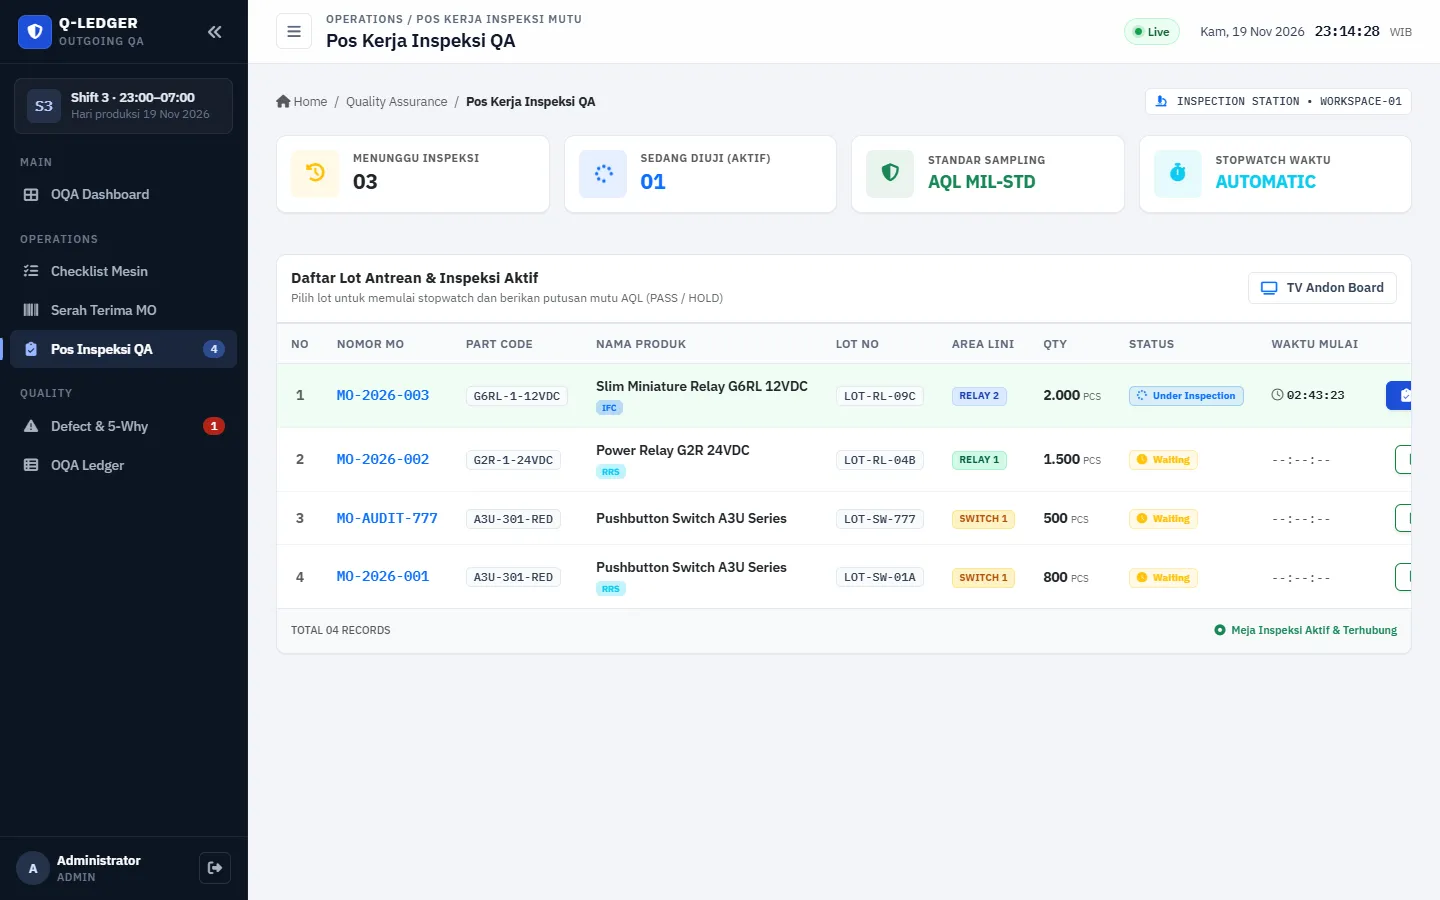 Q-LEDGER
OUTGOING QA
S3
Shift 3 · 23:00–07:00
Hari produksi 19 Nov 2026
MAIN
OQA Dashboard
OPERATIONS
Checklist Mesin
Serah Terima MO
Pos Inspeksi QA 4
QUALITY
Defect & 5-Why 1
OQA Ledger
A
Administrator
ADMIN
OPERATIONS / POS KERJA INSPEKSI MUTU
Pos Kerja Inspeksi QA
Live
Kam, 19 Nov 2026 23:14:28 WIB
Home / Quality Assurance / Pos Kerja Inspeksi QA
INSPECTION STATION • WORKSPACE-01
MENUNGGU INSPEKSI
03
SEDANG DIUJI (AKTIF)
01
STANDAR SAMPLING
AQL MIL-STD
STOPWATCH WAKTU
AUTOMATIC
Daftar Lot Antrean & Inspeksi Aktif
Pilih lot untuk memulai stopwatch dan berikan putusan mutu AQL (PASS / HOLD)
TV Andon Board
NO NOMOR MO PART CODE NAMA PRODUK LOT NO AREA LINI QTY STATUS WAKTU MULAI
1 MO-2026-003 G6RL-1-12VDC Slim Miniature Relay G6RL 12VDC LOT-RL-09C RELAY 2 2.000 PCS Under Inspection 02:43:23
IFC
2 MO-2026-002 G2R-1-24VDC Power Relay G2R 24VDC LOT-RL-04B RELAY 1 1.500 PCS Waiting --:--:--
RRS
3 MO-AUDIT-777 A3U-301-RED Pushbutton Switch A3U Series LOT-SW-777 SWITCH 1 500 PCS Waiting --:--:--
4 MO-2026-001 A3U-301-RED Pushbutton Switch A3U Series LOT-SW-01A SWITCH 1 800 PCS Waiting --:--:--
RRS
TOTAL 04 RECORDS
Meja Inspeksi Aktif & Terhubung